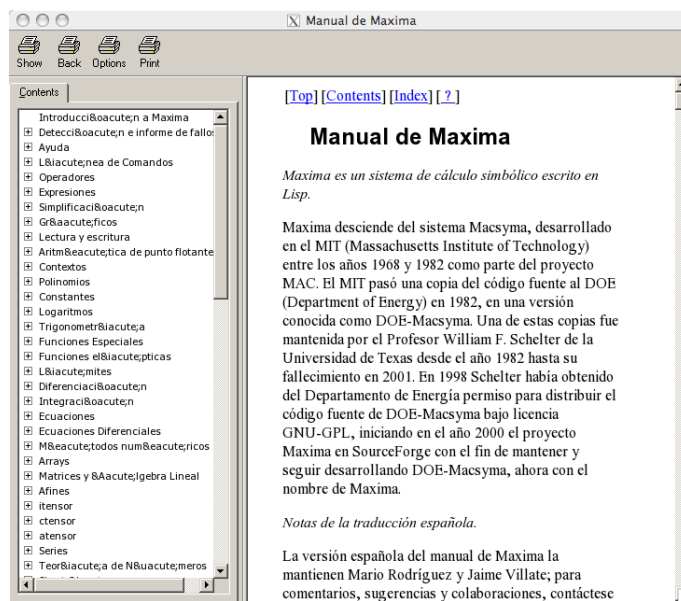 Manual de Maxima
Show Back Options Print
Contents
Introducci&oacute;n a Maxima
Detecci&oacute;n e informe de fallos
Ayuda
L&iacute;nea de Comandos
Operadores
Expresiones
Simplificaci&oacute;n
Gr&aacute;ficos
Lectura y escritura
Aritm&eacute;tica de punto flotante
Contextos
Polinomios
Constantes
Logaritmos
Trigonometr&iacute;a
Funciones Especiales
Funciones el&iacute;pticas
L&iacute;mites
Diferenciaci&oacute;n
Integraci&oacute;n
Ecuaciones
Ecuaciones Diferenciales
M&eacute;todos num&eacute;ricos
Arrays
Matrices y &Aacute;lgebra Lineal
Afines
itensor
ctensor
atensor
Series
Teor&iacute;a de N&uacute;meros
[Top] [Contents] [Index] [ ? ]
Manual de Maxima
Maxima es un sistema de cálculo simbólico escrito en
Lisp.
Maxima desciende del sistema Macsyma, desarrollado
en el MIT (Massachusetts Institute of Technology)
entre los años 1968 y 1982 como parte del proyecto
MAC. El MIT pasó una copia del código fuente al DOE
(Department of Energy) en 1982, en una versión
conocida como DOE-Macsyma. Una de estas copias fue
mantenida por el Profesor William F. Schelter de la
Universidad de Texas desde el año 1982 hasta su
fallecimiento en 2001. En 1998 Schelter había obtenido
del Departamento de Energía permiso para distribuir el
código fuente de DOE-Macsyma bajo licencia
GNU-GPL, iniciando en el año 2000 el proyecto
Maxima en SourceForge con el fin de mantener y
seguir desarrollando DOE-Macsyma, ahora con el
nombre de Maxima.
Notas de la traducción española.
La versión española del manual de Maxima la
mantienen Mario Rodríguez y Jaime Villate; para
comentarios, sugerencias y colaboraciones, contáctese